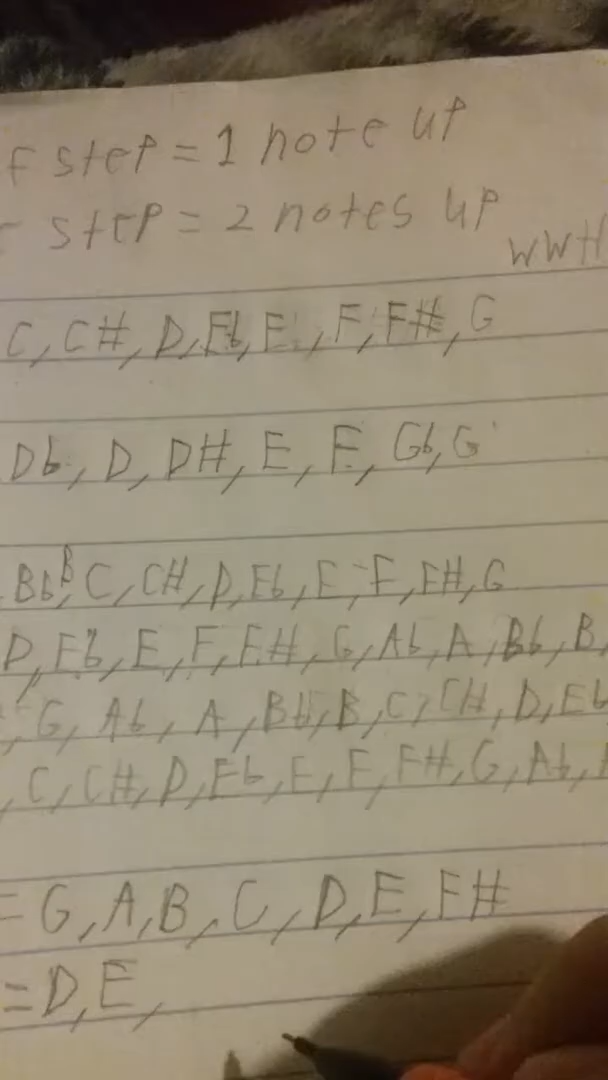 F step = 1 note up
step = 2 notes up
WWH
C, C#, D, Eb, E, F, F#, G
Db, D, D#, E, F, Gb, G
Bb, B, C, C#, D, Eb, E, F, F#, G
D, Eb, E, F, F#, G, Ab, A, Bb, B,
, G, Ab, A, Bb, B, C, C#, D, Eb
, C, C#, D, Eb, E, F, F#, G, Ab,
= G, A, B, C, D, E, F#
= D, E,